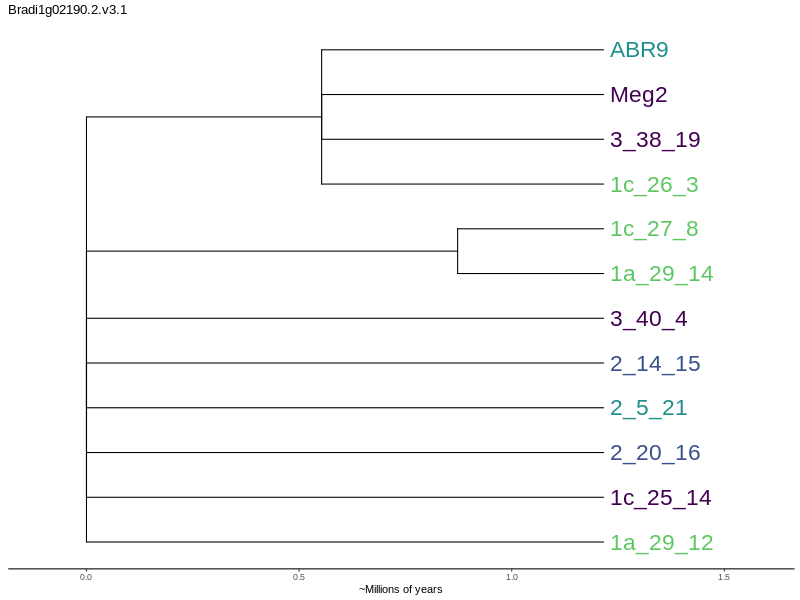 Bradi1g02190.2.v3.1
ABR9
Meg2
3_38_19
1c_26_3
1c_27_8
1a_29_14
3_40_4
2_14_15
2_5_21
2_20_16
1c_25_14
1a_29_12
0.0 0.5 1.0 1.5
~Millions of years